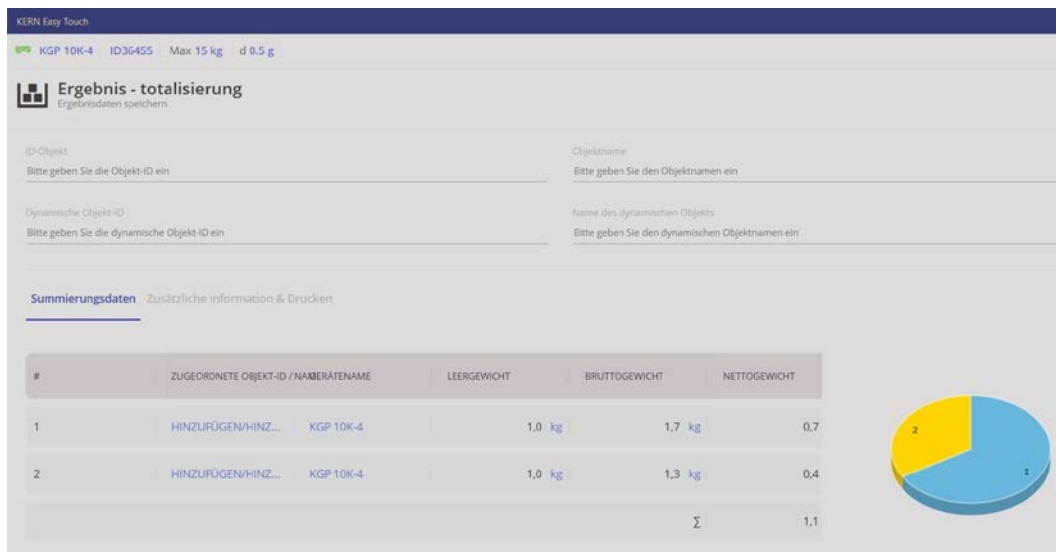 KERN Easy Touch
KGP 10K-4 ID36455 Max 15 kg d 0.5 g
Ergebnis - totalisierung
Ergebnisdaten speichern
ID-Objekt Objektname
Bitte geben Sie die Objekt-ID ein Bitte geben Sie den Objektnamen ein
Dynamische Objekt-ID Name des dynamischen Objekts
Bitte geben Sie die dynamische Objekt-ID ein Bitte geben Sie den dynamischen Objektnamen ein
Summierungsdaten Zusätzliche information & Drucken
# ZUGEORDNETE OBJEKT-ID / NAME GERÄTENAME LEERGEWICHT BRUTTOGEWICHT NETTOGEWICHT
1 HINZUFÜGEN/HINZ... KGP 10K-4 1,0 kg 1,7 kg 0,7
2 HINZUFÜGEN/HINZ... KGP 10K-4 1,0 kg 1,3 kg 0,4
Σ 1,1
2
1